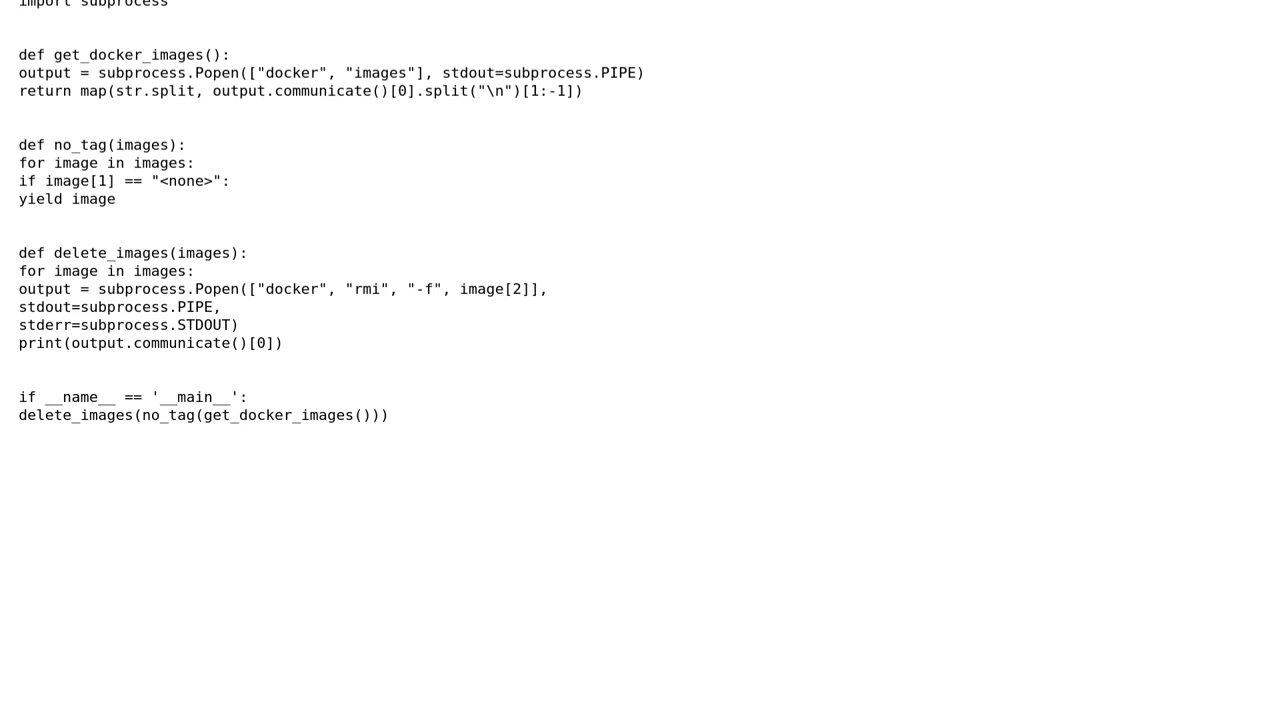 import subprocess
def get_docker_images():
output = subprocess.Popen(["docker", "images"], stdout=subprocess.PIPE)
return map(str.split, output.communicate()[0].split("\n")[1:-1])
def no_tag(images):
for image in images:
if image[1] == "<none>":
yield image
def delete_images(images):
for image in images:
output = subprocess.Popen(["docker", "rmi", "-f", image[2]],
stdout=subprocess.PIPE,
stderr=subprocess.STDOUT)
print(output.communicate()[0])
if __name__ == '__main__':
delete_images(no_tag(get_docker_images()))